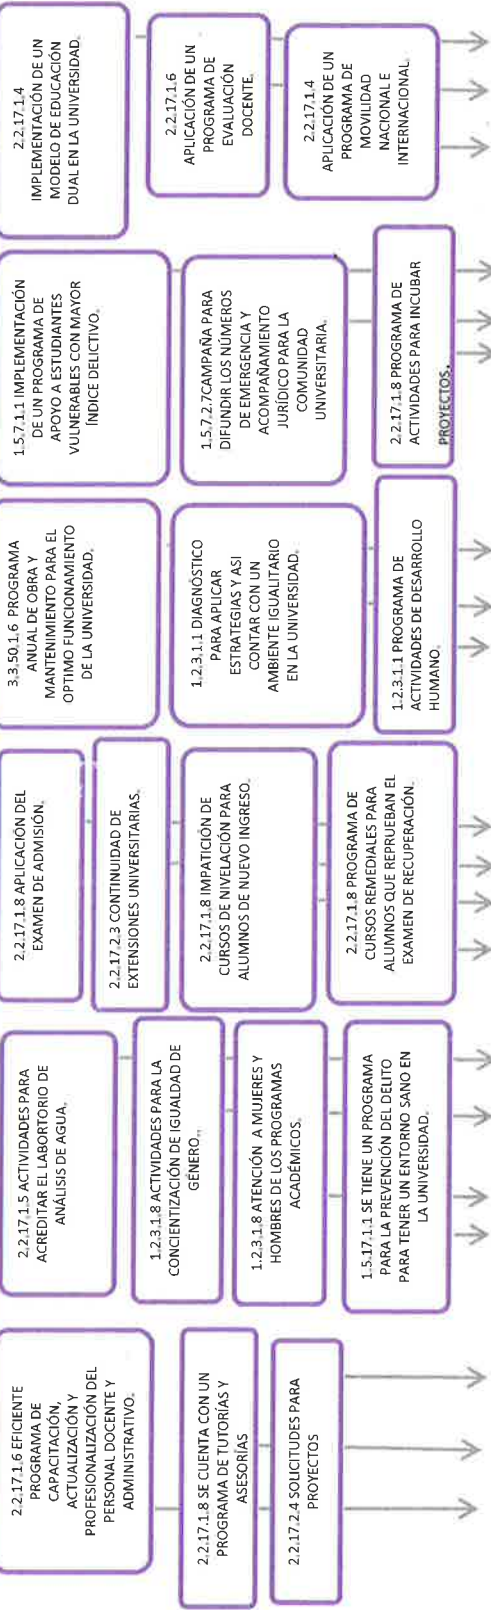 2.2.17.1.6 EFICIENTE
PROGRAMA DE
CAPACITACIÓN,
ACTUALIZACIÓN Y
PROFESIONALIZACIÓN DEL
PERSONAL DOCENTE Y
ADMINISTRATIVO.
2.2.17.1.8 SE CUENTA CON UN
PROGRAMA DE TUTORÍAS Y
ASESORÍAS
2.2.17.2.4 SOLICITUDES PARA
PROYECTOS
2.2.17.1.5 ACTIVIDADES PARA
ACREDITAR EL LABORTORIO DE
ANÁLISIS DE AGUA.
1.2.3.1.8 ACTIVIDADES PARA LA
CONCIENTIZACIÓN DE IGUALDAD DE
GÉNERO..
1.2.3.1.8 ATENCIÓN A MUJERES Y
HOMBRES DE LOS PROGRAMAS
ACADÉMICOS.
1.5.17.1.1 SE TIENE UN PROGRAMA
PARA LA PREVENCIÓN DEL DELITO
PARA TENER UN ENTORNO SANO EN
LA UNIVERSIDAD.
2.2.17.1.8 APLICACIÓN DEL
EXAMEN DE ADMISIÓN.
2.2.17.2.3 CONTINUIDAD DE
EXTENSIONES UNIVERSITARIAS.
2.2.17.1.8 IMPATICIÓN DE
CURSOS DE NIVELACIÓN PARA
ALUMNOS DE NUEVO INGRESO.
2.2.17.1.8 PROGRAMA DE
CURSOS REMEDIALES PARA
ALUMNOS QUE REPRUEBAN EL
EXAMEN DE RECUPERACIÓN.
3.3.50.1.6 PROGRAMA
ANUAL DE OBRA Y
MANTENIMIENTO PARA EL
OPTIMO FUNCIONAMIENTO
DE LA UNIVERSIDAD.
1.2.3.1.1 DIAGNÓSTICO
PARA APLICAR
ESTRATEGIAS Y ASI
CONTAR CON UN
AMBIENTE IGUALITARIO
EN LA UNIVERSIDAD.
1.2.3.1.1 PROGRAMA DE
ACTIVIDADES DE DESARROLLO
HUMANO.
1.5.7.1.1 IMPLEMENTACIÓN
DE UN PROGRAMA DE
APOYO A ESTUDIANTES
VULNERABLES CON MAYOR
ÍNDICE DELICTIVO.
1.5.7.2.7CAMPAÑA PARA
DIFUNDIR LOS NÚMEROS
DE EMERGENCIA Y
ACOMPAÑAMIENTO
JURÍDICO PARA LA
COMUNIDAD
UNIVERSITARIA.
2.2.17.1.8 PROGRAMA DE
ACTIVIDADES PARA INCUBAR
PROYECTOS.
2.2.17.1.4
IMPLEMENTACIÓN DE UN
MODELO DE EDUCACIÓN
DUAL EN LA UNIVERSIDAD.
2.2.17.1.6
APLICACIÓN DE UN
PROGRAMA DE
EVALUACIÓN
DOCENTE.
2.2.17.1.4
APLICACIÓN DE UN
PROGRAMA DE
MOVILIDAD
NACIONAL E
INTERNACIONAL.